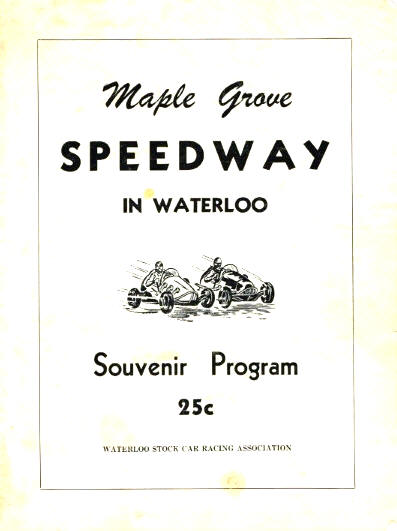 Maple Grove
SPEEDWAY
IN WATERLOO
Souvenir Program
25c
WATERLOO STOCK CAR RACING ASSOCIATION